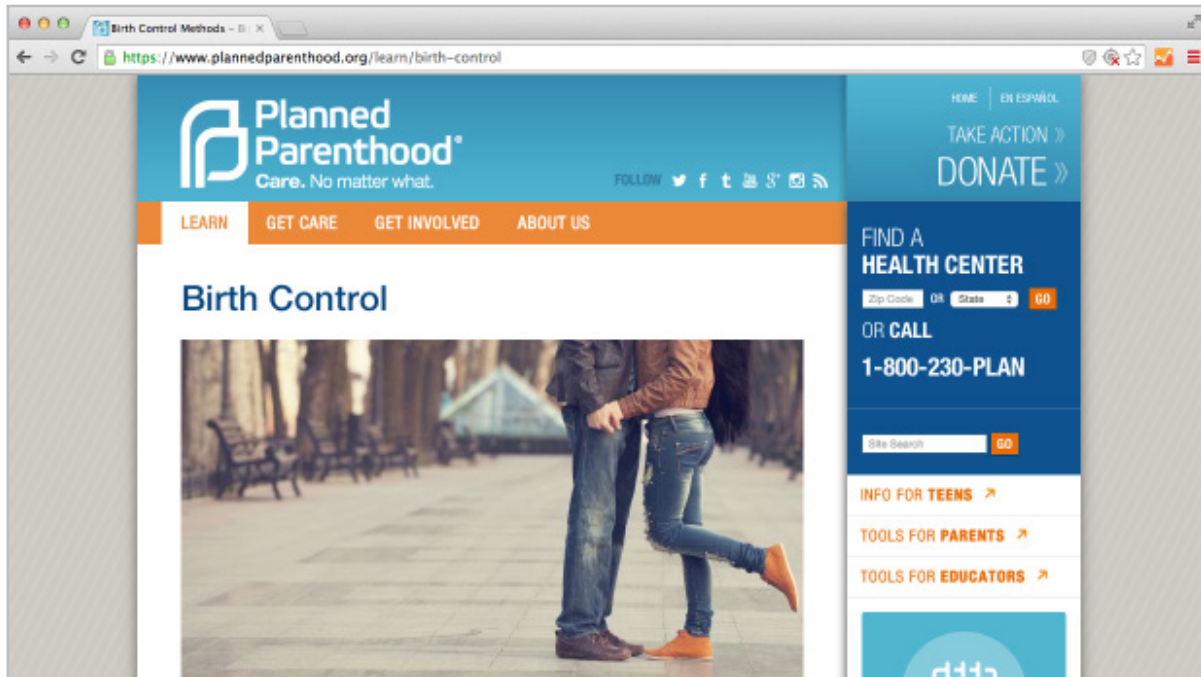 Birth Control Methods – Bi
https://www.plannedparenthood.org/learn/birth-control
Planned
Parenthood®
Care. No matter what.
FOLLOW
HOME | EN ESPAÑOL
TAKE ACTION »
DONATE »
LEARN GET CARE GET INVOLVED ABOUT US
Birth Control
FIND A
HEALTH CENTER
Zip Code OR State GO
OR CALL
1-800-230-PLAN
Site Search GO
INFO FOR TEENS
TOOLS FOR PARENTS
TOOLS FOR EDUCATORS